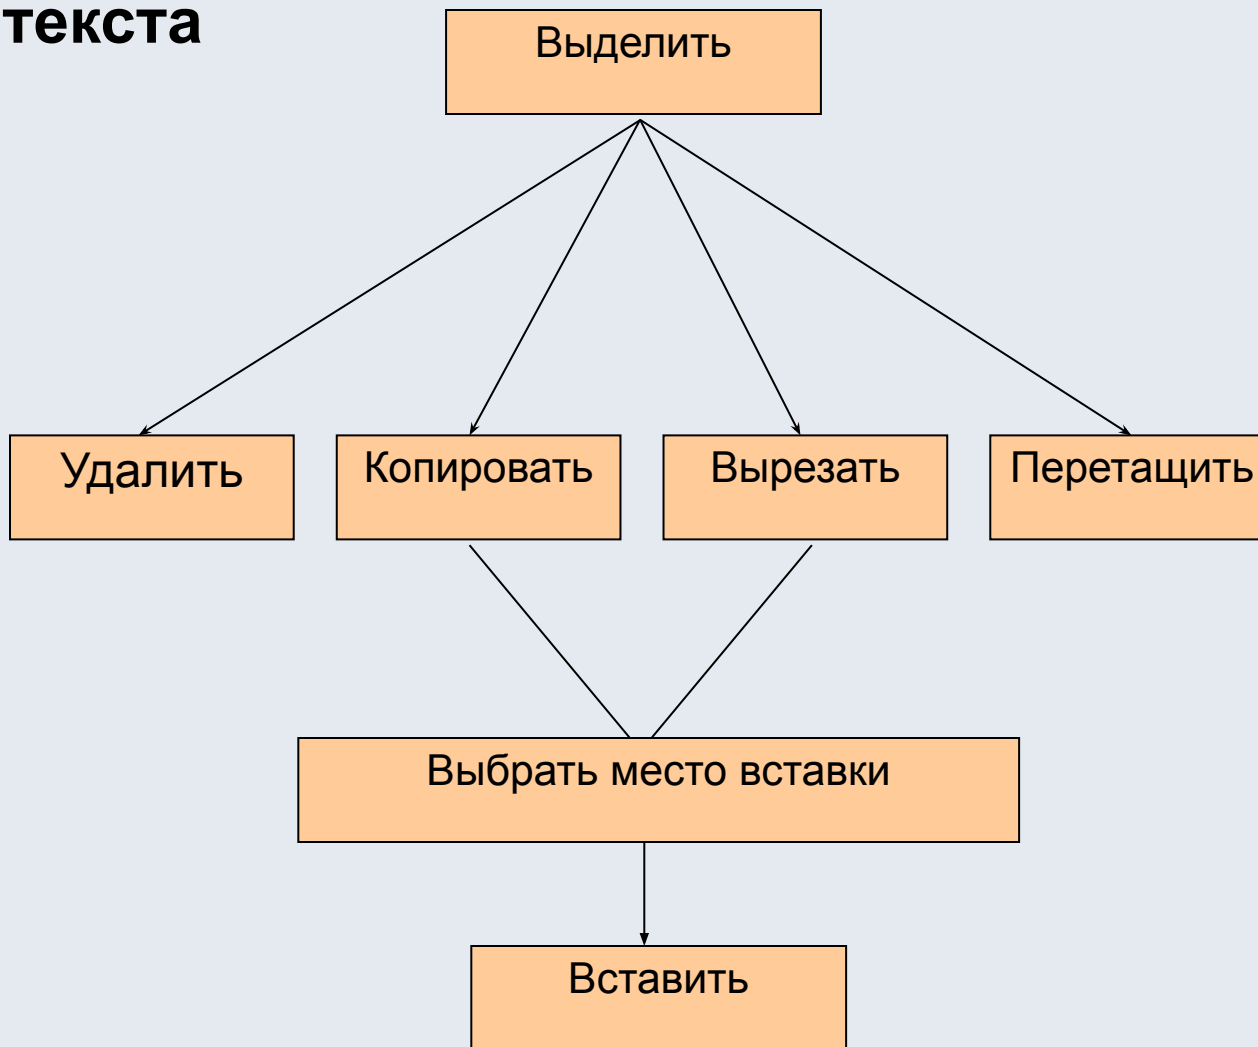 текста
Выделить
Удалить
Копировать
Вырезать
Перетащить
Выбрать место вставки
Вставить